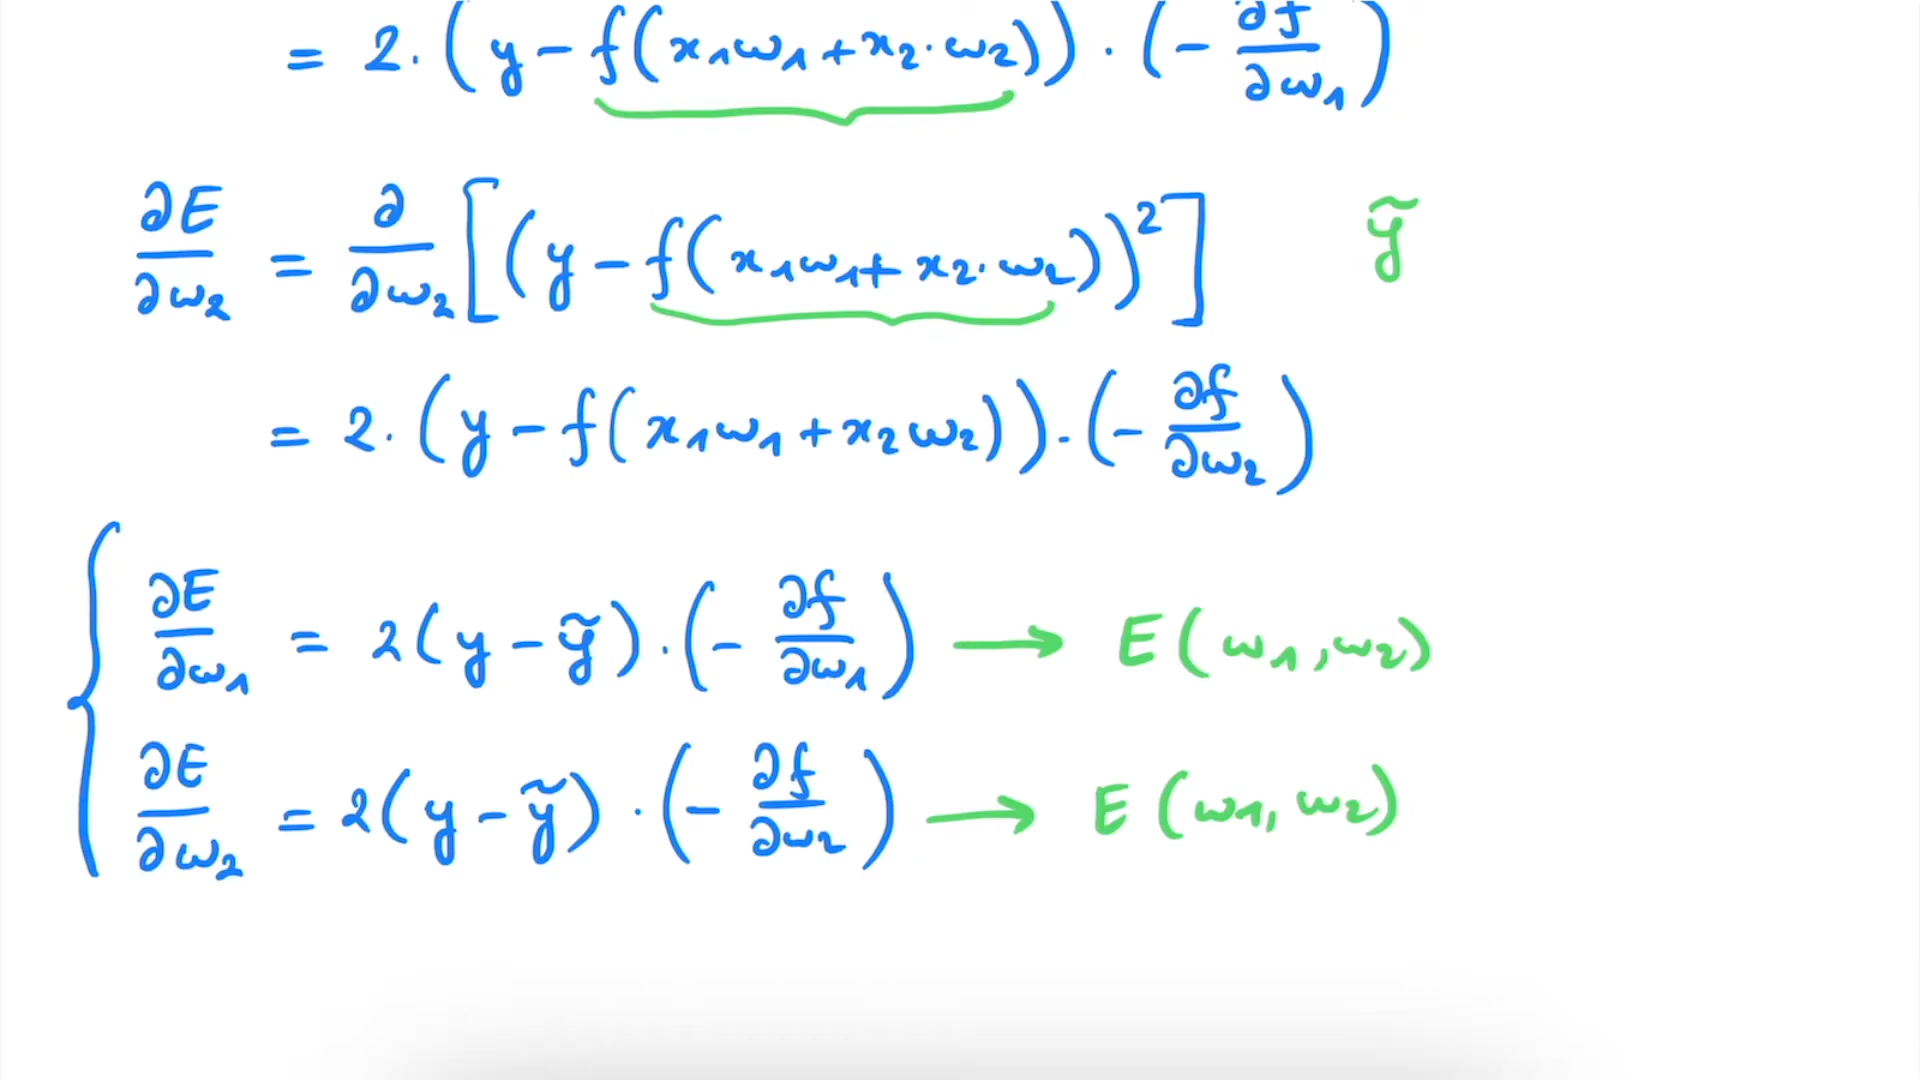 = 2. (y - f(x₁w₁ + x₂·w₂)) · (- ∂f/∂w₁)
∂E/∂w₂ = ∂/∂w₂ [(y - f(x₁w₁ + x₂·w₂))²] ỹ
= 2. (y - f(x₁w₁ + x₂w₂)) · (- ∂f/∂w₂)
{ ∂E/∂w₁ = 2(y - ỹ) · (- ∂f/∂w₁) → E(w₁, w₂)
∂E/∂w₂ = 2(y - ỹ) · (- ∂f/∂w₂) → E(w₁, w₂)